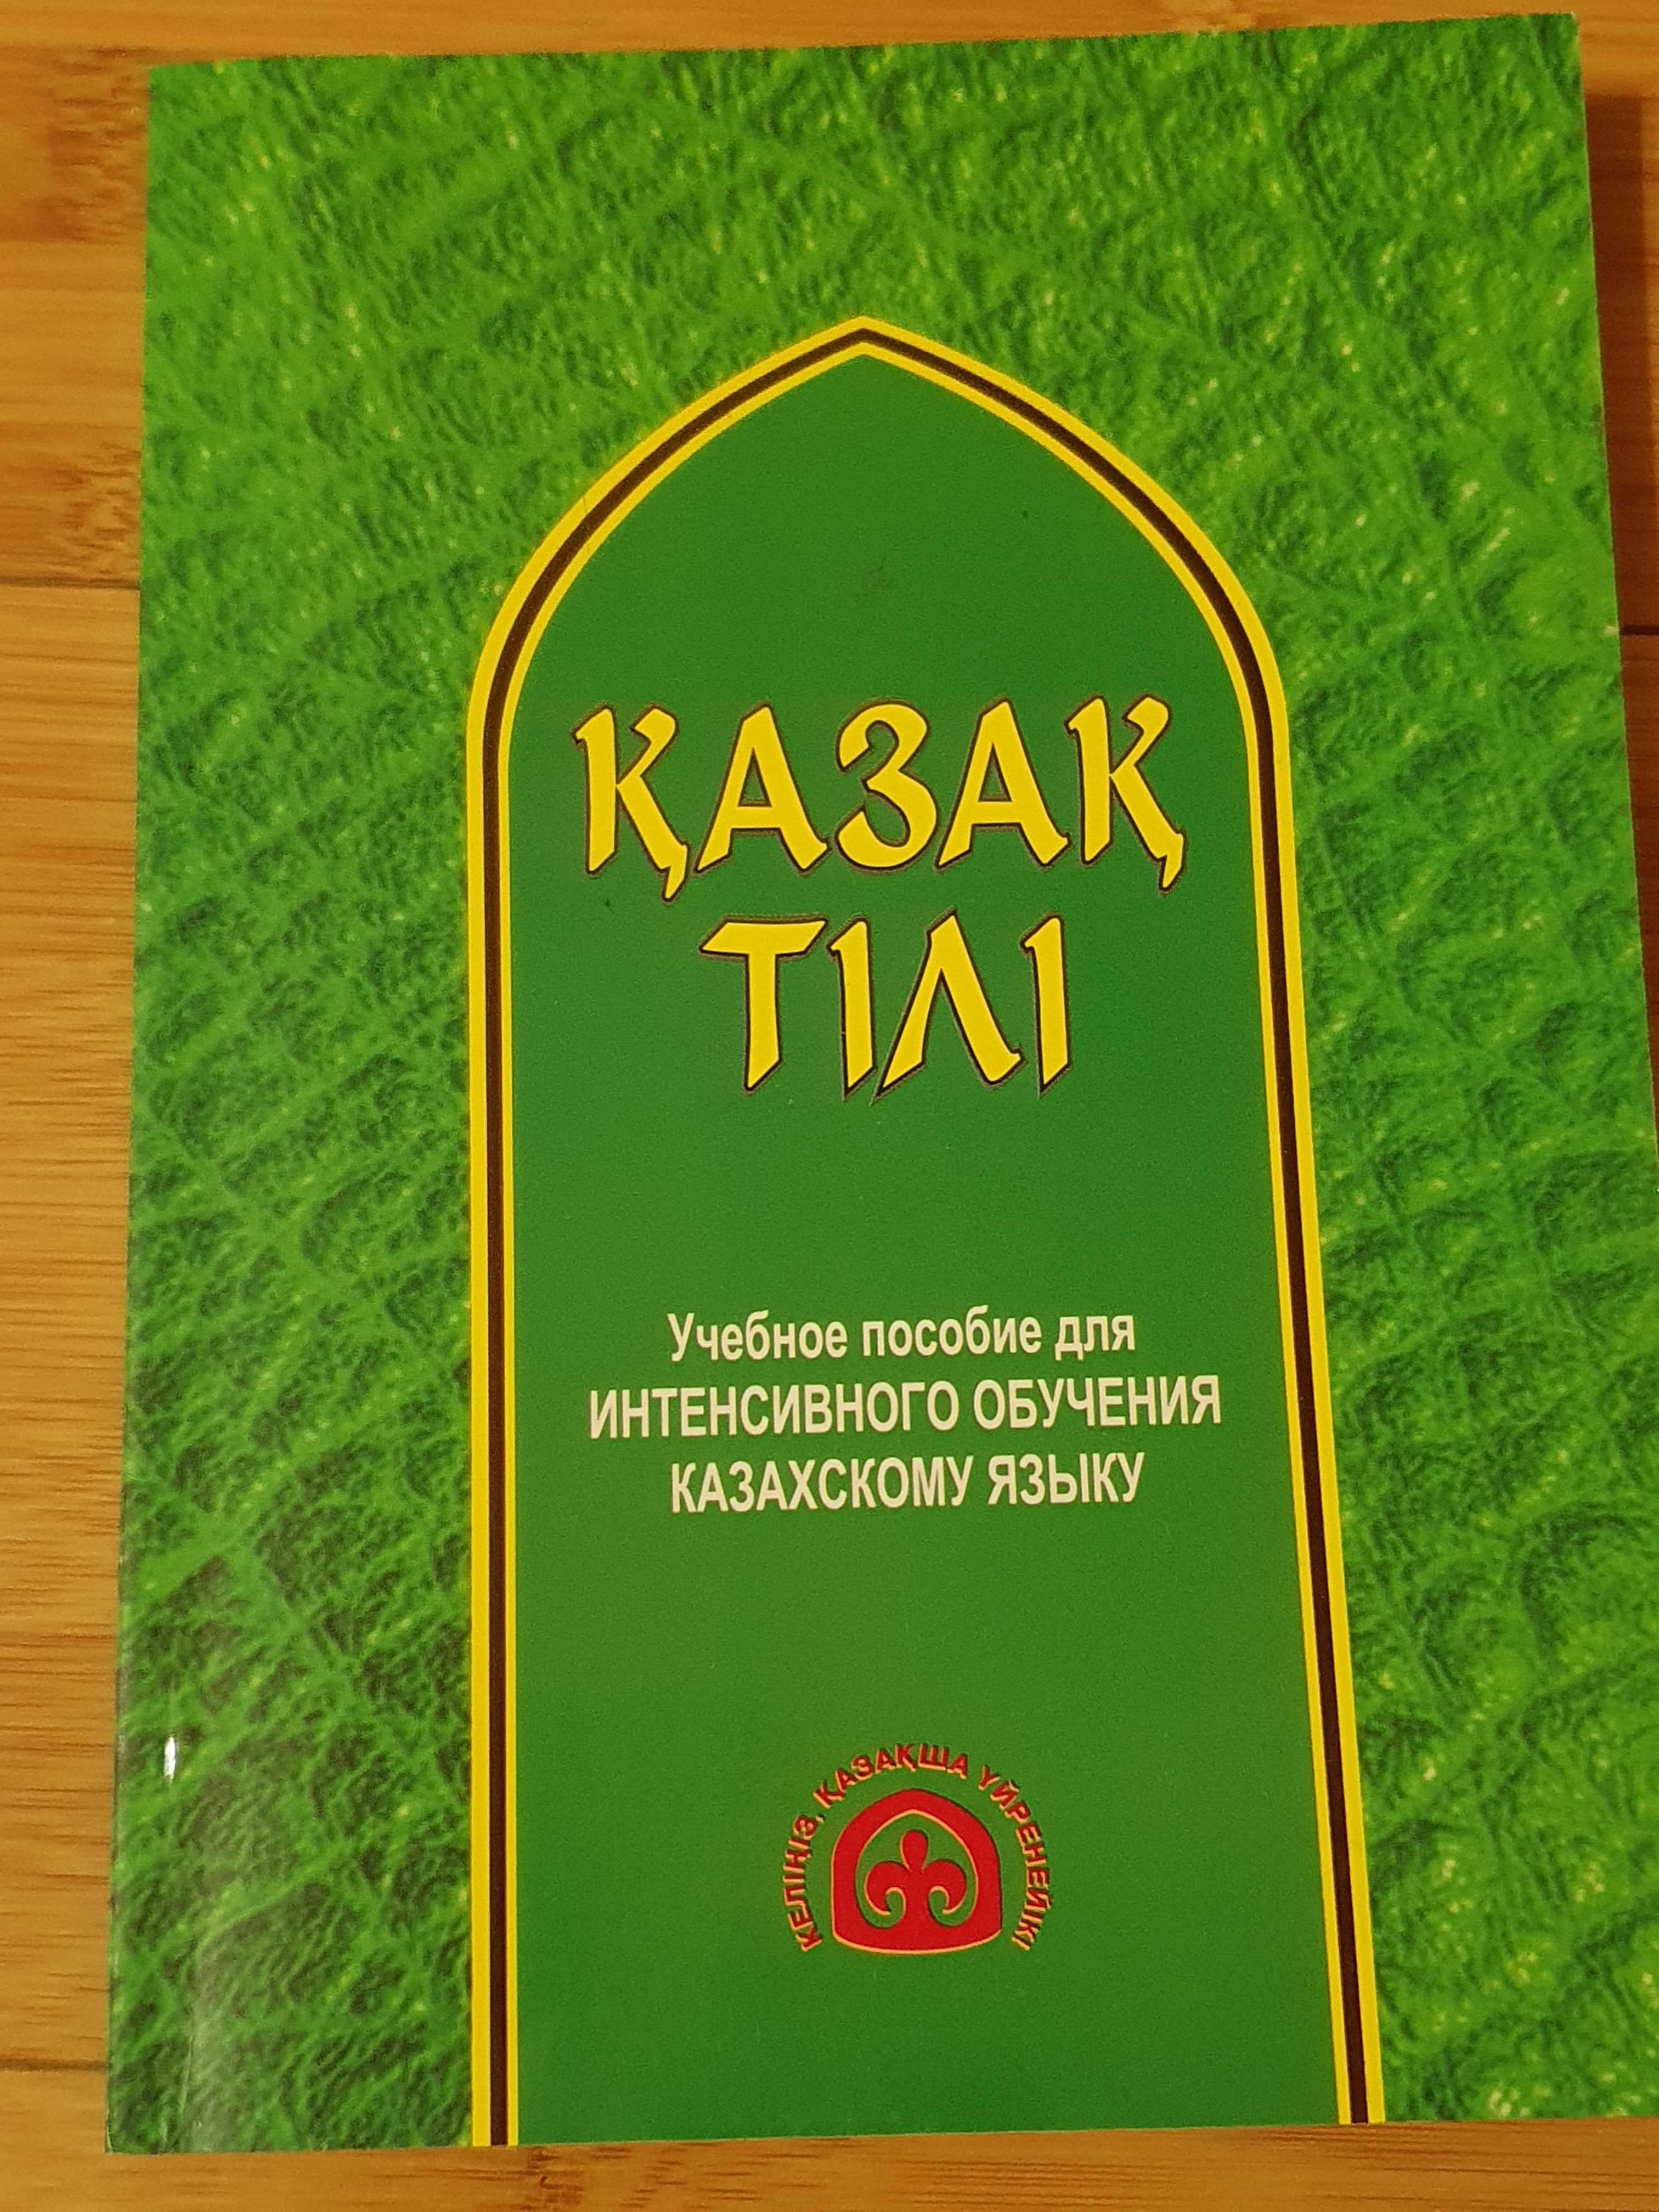 ҚАЗАҚ
ТІЛІ
Учебное пособие для
ИНТЕНСИВНОГО ОБУЧЕНИЯ
КАЗАХСКОМУ ЯЗЫКУ
КЕЛІҢІЗ, ҚАЗАҚША ҮЙРЕНЕЙІК!